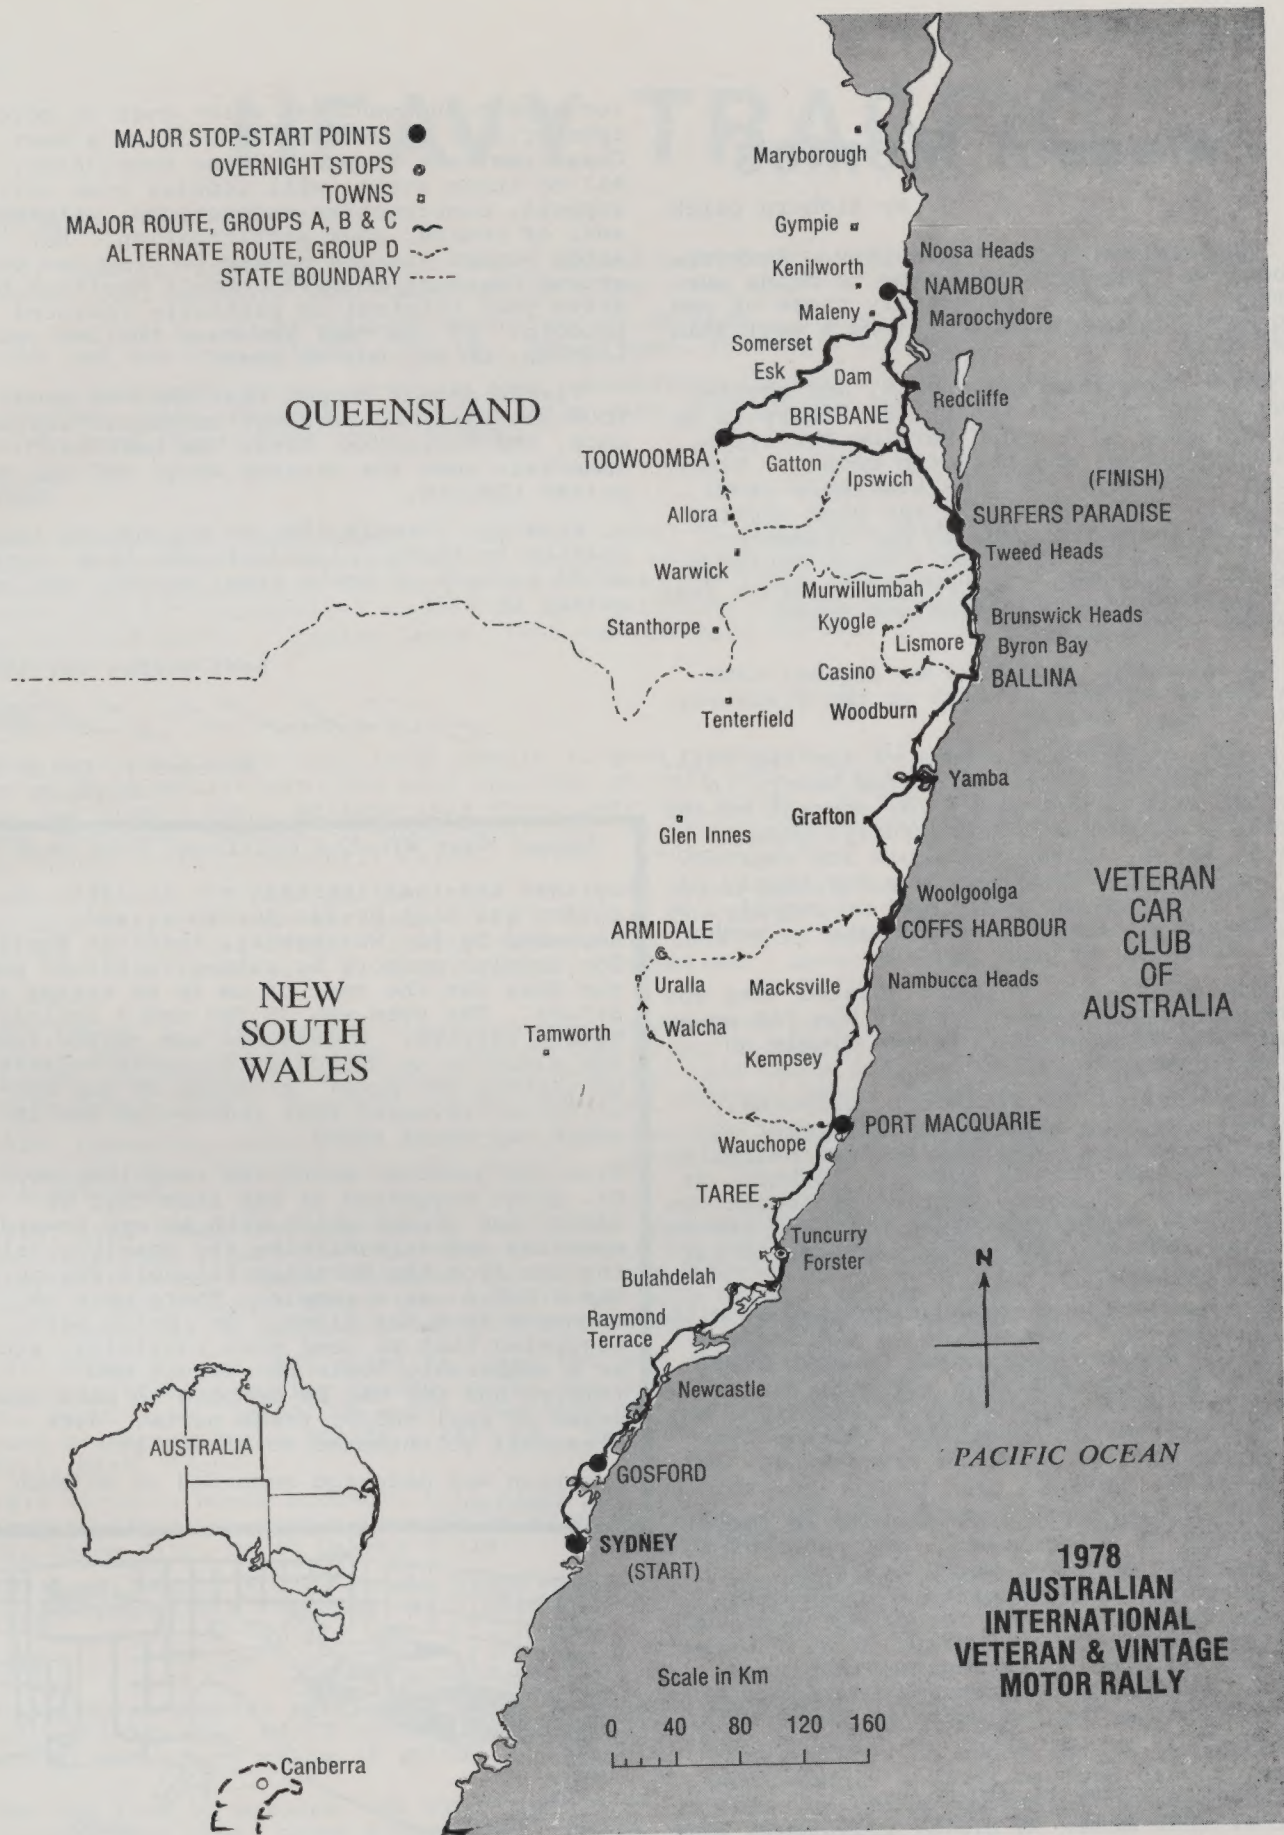 MAJOR STOP-START POINTS
OVERNIGHT STOPS
TOWNS
MAJOR ROUTE, GROUPS A, B & C
ALTERNATE ROUTE, GROUP D
STATE BOUNDARY
Maryborough
Gympie
Noosa Heads
Kenilworth
NAMBOUR
Maleny
Maroochydore
Somerset
Esk
Dam
Redcliffe
QUEENSLAND
BRISBANE
TOOWOOMBA
Gatton
Ipswich
(FINISH)
Allora
SURFERS PARADISE
Tweed Heads
Warwick
Murwillumbah
Stanthorpe
Kyogle
Brunswick Heads
Lismore
Byron Bay
Casino
BALLINA
Tenterfield
Woodburn
Yamba
Grafton
Glen Innes
Woolgoolga
VETERAN
CAR
CLUB
OF
AUSTRALIA
ARMIDALE
COFFS HARBOUR
Uralla
Macksville
Nambucca Heads
NEW
SOUTH
WALES
Tamworth
Walcha
Kempsey
PORT MACQUARIE
Wauchope
TAREE
Tuncurry
Forster
N
Bulahdelah
Raymond
Terrace
Newcastle
AUSTRALIA
GOSFORD
PACIFIC OCEAN
SYDNEY
(START)
1978
AUSTRALIAN
INTERNATIONAL
VETERAN & VINTAGE
MOTOR RALLY
Scale in Km
0 40 80 120 160
Canberra